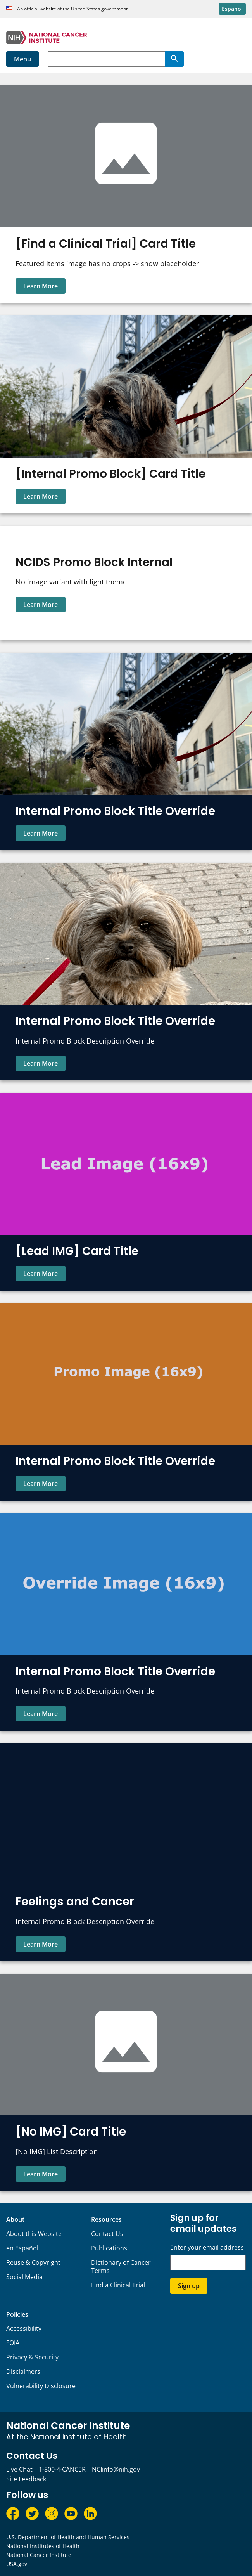 An official website of the United States government
Español
NIH NATIONAL CANCER
INSTITUTE
Menu
[Find a Clinical Trial] Card Title
Featured Items image has no crops -> show placeholder
Learn More
[Internal Promo Block] Card Title
Learn More
NCIDS Promo Block Internal
No image variant with light theme
Learn More
Internal Promo Block Title Override
Learn More
Internal Promo Block Title Override
Internal Promo Block Description Override
Learn More
Lead Image (16x9)
[Lead IMG] Card Title
Learn More
Promo Image (16x9)
Internal Promo Block Title Override
Learn More
Override Image (16x9)
Internal Promo Block Title Override
Internal Promo Block Description Override
Learn More
Feelings and Cancer
Internal Promo Block Description Override
Learn More
[No IMG] Card Title
[No IMG] List Description
Learn More
About
About this Website
en Español
Reuse & Copyright
Social Media
Resources
Contact Us
Publications
Dictionary of Cancer
Terms
Find a Clinical Trial
Sign up for
email updates
Enter your email address
Sign up
Policies
Accessibility
FOIA
Privacy & Security
Disclaimers
Vulnerability Disclosure
National Cancer Institute
At the National Institute of Health
Contact Us
Live Chat 1-800-4-CANCER NCIinfo@nih.gov
Site Feedback
Follow us
U.S. Department of Health and Human Services
National Institutes of Health
National Cancer Institute
USA.gov